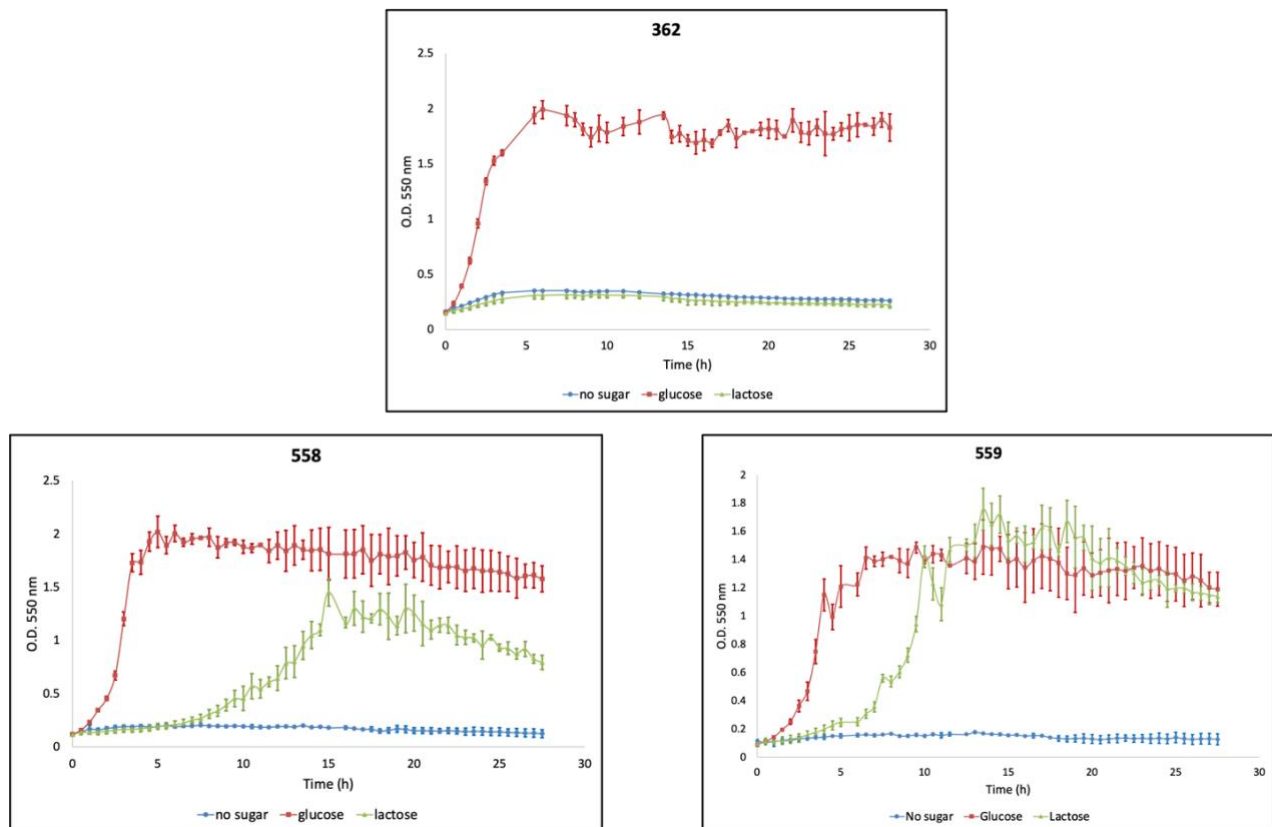 362
2.5
2
1.5
1
0.5
0
O.D. 550 nm
0 5 10 15 20 25 30
Time (h)
no sugar glucose lactose
558
2.5
2
1.5
1
0.5
0
O.D. 550 nm
0 5 10 15 20 25 30
Time (h)
no sugar glucose lactose
559
2
1.8
1.6
1.4
1.2
1
0.8
0.6
0.4
0.2
0
O.D. 550 nm
0 5 10 15 20 25 30
Time (h)
No sugar Glucose Lactose